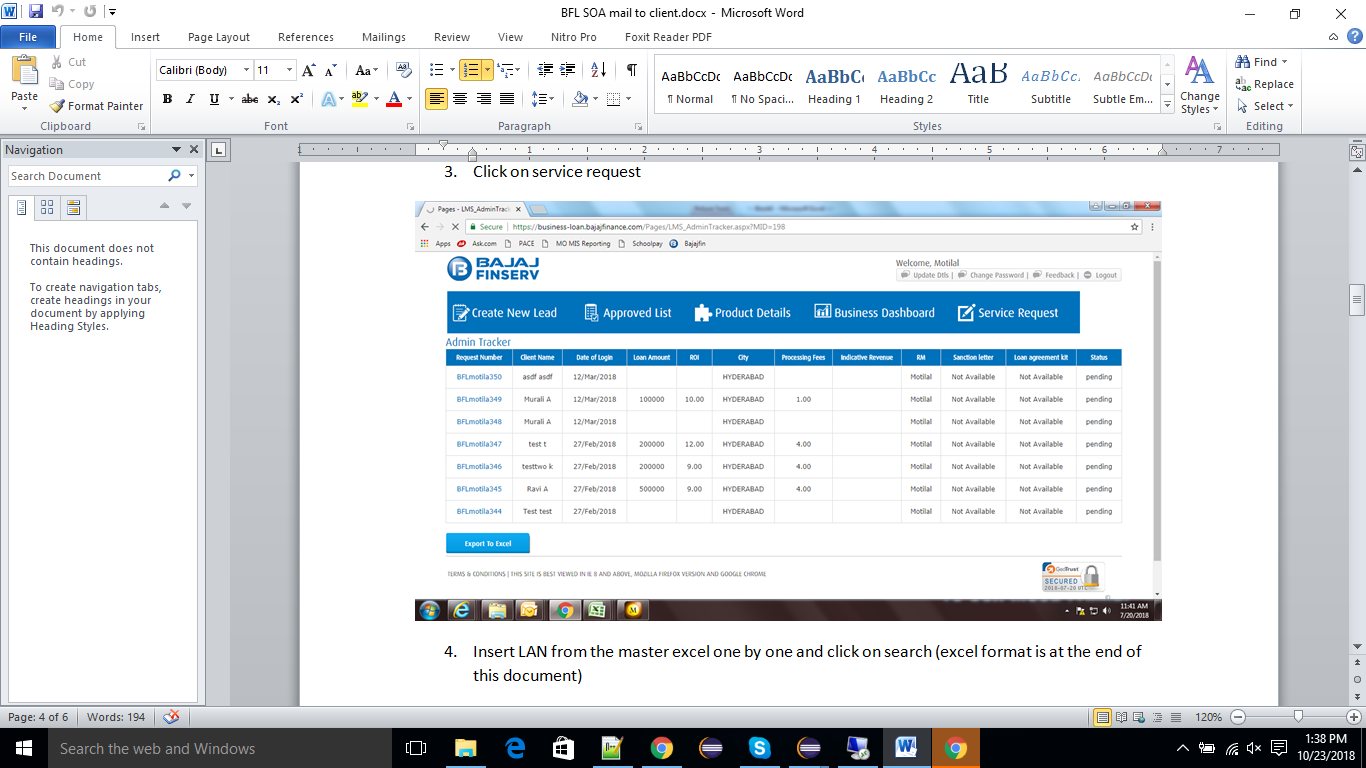 BFL SOA mail to client.docx - Microsoft Word
File Home Insert Page Layout References Mailings Review View Nitro Pro Foxit Reader PDF
Paste
Cut
Copy
Format Painter
Clipboard
Calibri (Body) 11
Font
Paragraph
AaBbCcDc AaBbCcDc AaBbC AaBbCc AaB AaBbCc. AaBbCcDc
¶ Normal ¶ No Spaci... Heading 1 Heading 2 Title Subtitle Subtle Em...
Styles
Change Styles
Find
Replace
Select
Editing
Navigation
Search Document
This document does not
contain headings.
To create navigation tabs,
create headings in your
document by applying
Heading Styles.
1 1 2 3 4 5 6 7
3. Click on service request
Pages - LMS_AdminTrac
Secure | https://business-loan.bajajfinance.com/Pages/LMS_AdminTracker.aspx?MID=198
Apps Ask.com PACE MO MIS Reporting Schoolpay Bajajfin
BAJAJ
FINSERV
Welcome, Motilal
Update Dtls | Change Password | Feedback | Logout
Create New Lead Approved List Product Details Business Dashboard Service Request
Admin Tracker
Request Number Client Name Date of Login Loan Amount ROI City Processing Fees Indicative Revenue RM Sanction letter Loan agreement kit Status
BFLmotila350 asdf asdf 12/Mar/2018 HYDERABAD Motilal Not Available Not Available pending
BFLmotila349 Murali A 12/Mar/2018 100000 10.00 HYDERABAD 1.00 Motilal Not Available Not Available pending
BFLmotila348 Murali A 12/Mar/2018 HYDERABAD Motilal Not Available Not Available pending
BFLmotila347 test t 27/Feb/2018 200000 12.00 HYDERABAD 4.00 Motilal Not Available Not Available pending
BFLmotila346 testtwo k 27/Feb/2018 200000 9.00 HYDERABAD 4.00 Motilal Not Available Not Available pending
BFLmotila345 Ravi A 27/Feb/2018 500000 9.00 HYDERABAD 4.00 Motilal Not Available Not Available pending
BFLmotila344 Test test 27/Feb/2018 HYDERABAD Motilal Not Available Not Available pending
Export To Excel
TERMS & CONDITIONS | THIS SITE IS BEST VIEWED IN IE 8 AND ABOVE, MOZILLA FIREFOX VERSION AND GOOGLE CHROME
GeoTrust
SECURED
2018-07-20 UTC
11:41 AM
7/20/2018
4. Insert LAN from the master excel one by one and click on search (excel format is at the end of
this document)
Page: 4 of 6 Words: 194 120%
Search the web and Windows
1:38 PM
10/23/2018